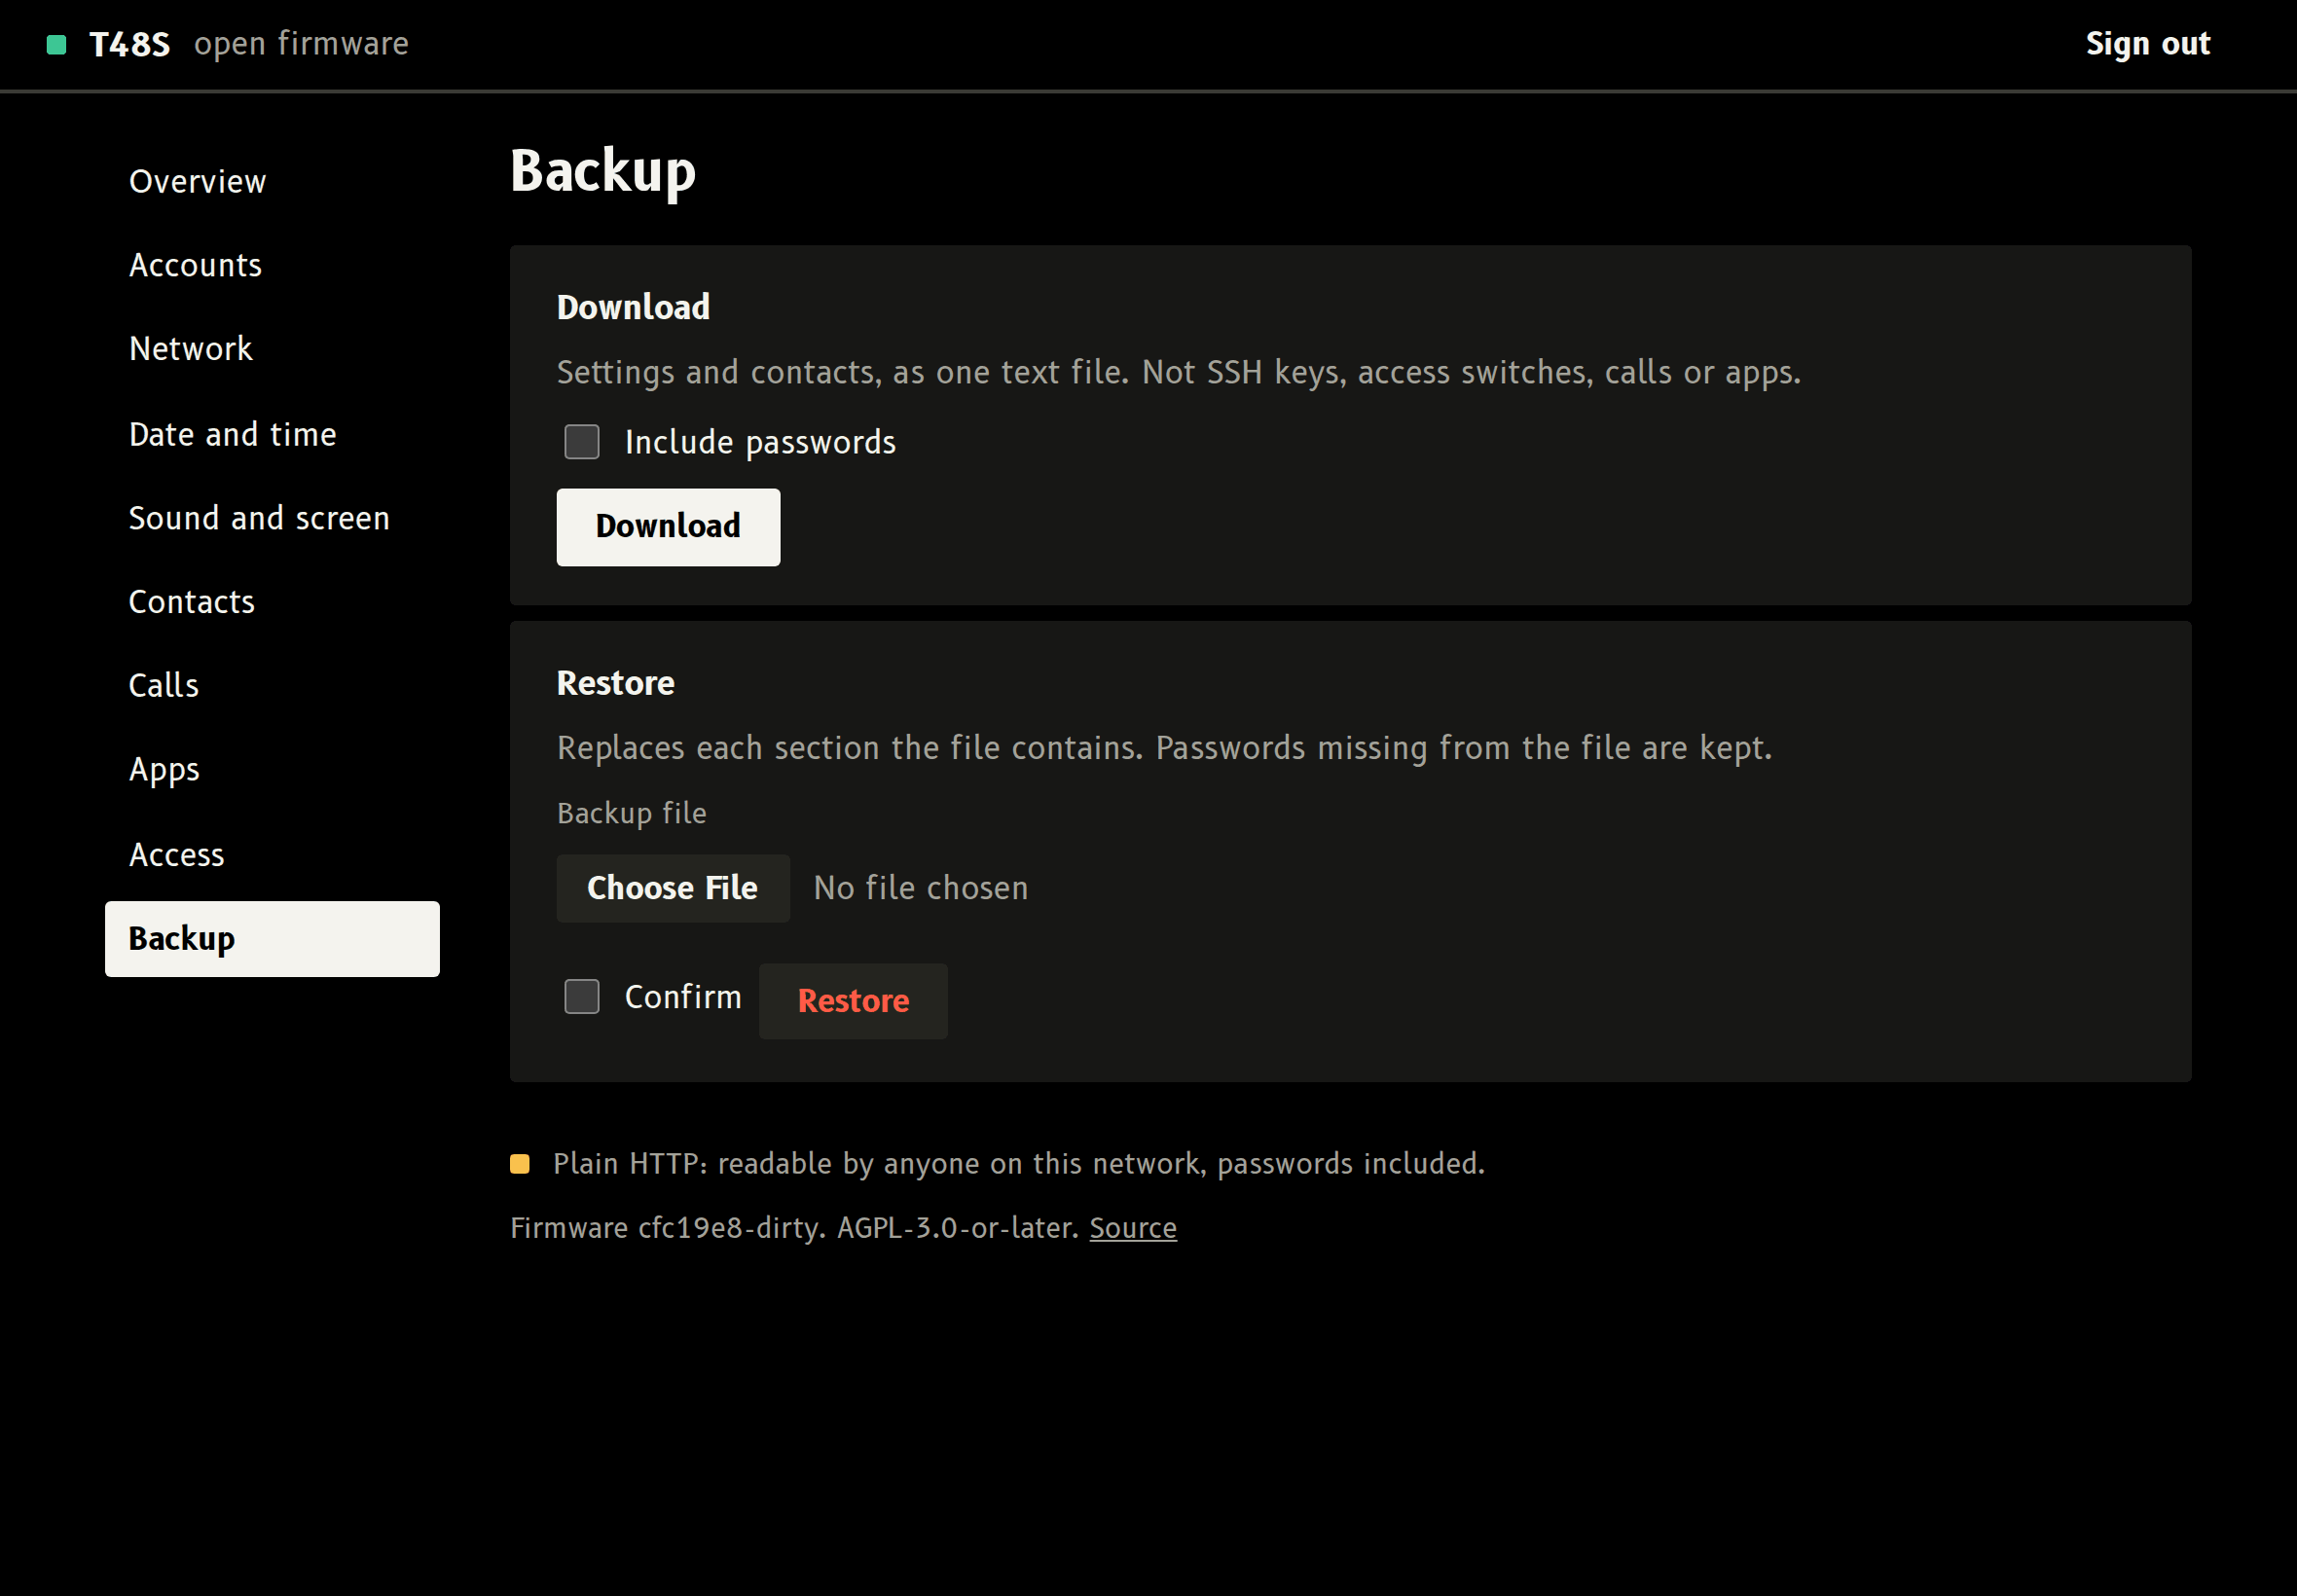 T48S open firmware
Sign out
Overview
Accounts
Network
Date and time
Sound and screen
Contacts
Calls
Apps
Access
Backup
Backup
Download
Settings and contacts, as one text file. Not SSH keys, access switches, calls or apps.
Include passwords
Download
Restore
Replaces each section the file contains. Passwords missing from the file are kept.
Backup file
Choose File No file chosen
Confirm Restore
Plain HTTP: readable by anyone on this network, passwords included.
Firmware cfc19e8-dirty. AGPL-3.0-or-later. Source